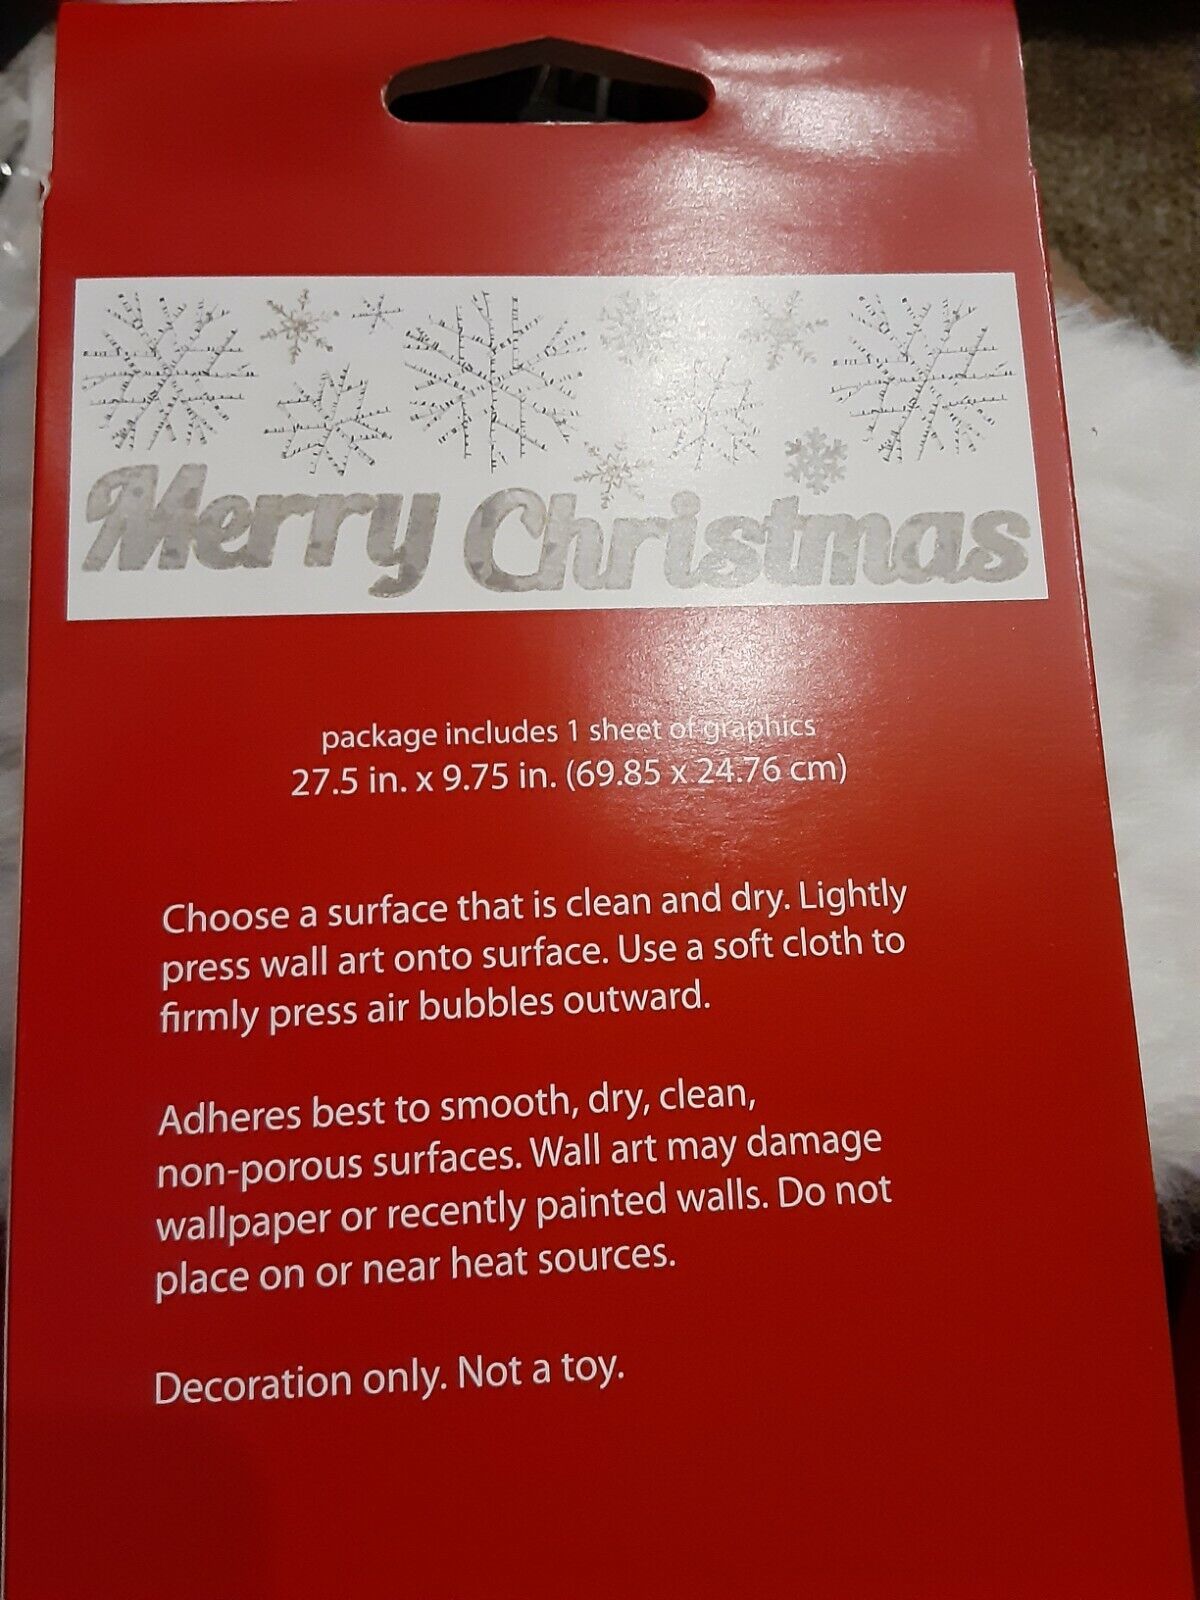 Merry Christmas
package includes 1 sheet of graphics
27.5 in. x 9.75 in. (69.85 x 24.76 cm)
Choose a surface that is clean and dry. Lightly
press wall art onto surface. Use a soft cloth to
firmly press air bubbles outward.
Adheres best to smooth, dry, clean,
non-porous surfaces. Wall art may damage
wallpaper or recently painted walls. Do not
place on or near heat sources.
Decoration only. Not a toy.